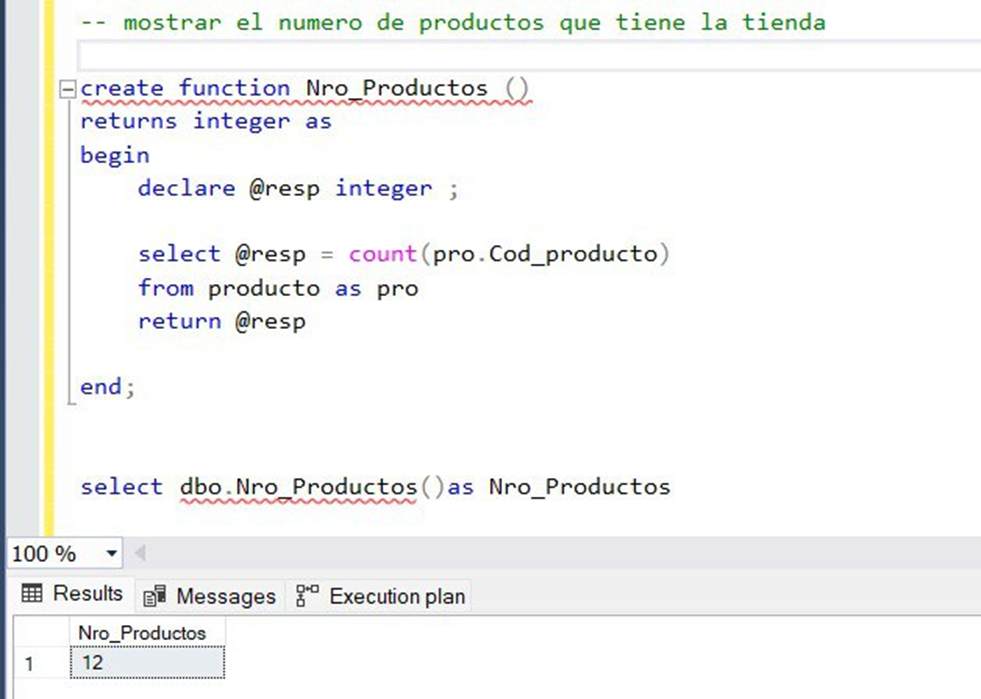 -- mostrar el numero de productos que tiene la tienda
create function Nro_Productos ()
returns integer as
begin
declare @resp integer ;
select @resp = count(pro.Cod_producto)
from producto as pro
return @resp
end;
select dbo.Nro_Productos()as Nro_Productos
100 %
Results Messages Execution plan
Nro_Productos
1 12